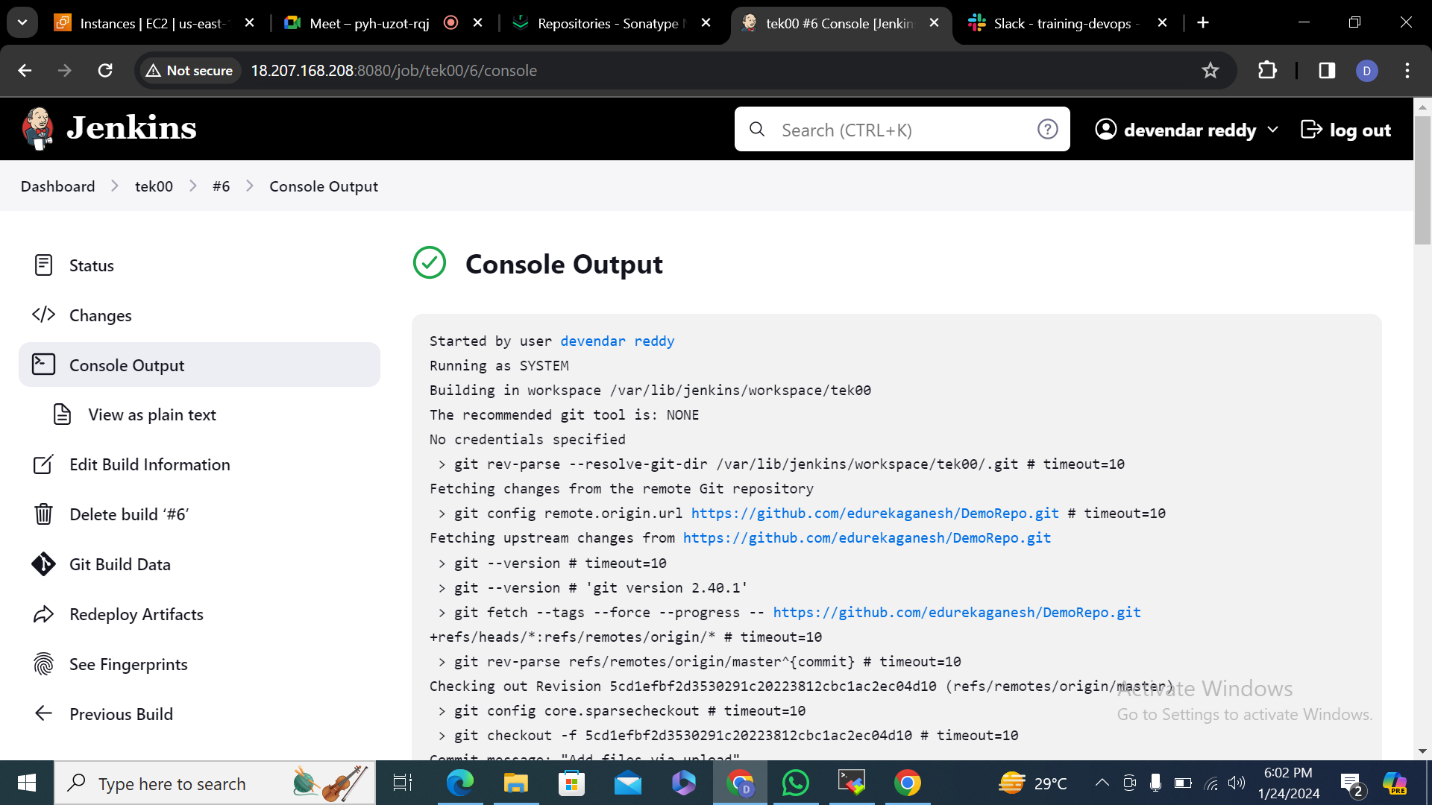 Instances | EC2 | us-east-
Meet – pyh-uzot-rqj
Repositories - Sonatype
tek00 #6 Console [Jenkin
Slack - training-devops -
Not secure
18.207.168.208:8080/job/tek00/6/console
D
Jenkins
Search (CTRL+K)
?
devendar reddy
log out
Dashboard
tek00
#6
Console Output
Status
Changes
Console Output
View as plain text
Edit Build Information
Delete build ‘#6’
Git Build Data
Redeploy Artifacts
See Fingerprints
Previous Build
Console Output
Started by user devendar reddy
Running as SYSTEM
Building in workspace /var/lib/jenkins/workspace/tek00
The recommended git tool is: NONE
No credentials specified
> git rev-parse --resolve-git-dir /var/lib/jenkins/workspace/tek00/.git # timeout=10
Fetching changes from the remote Git repository
> git config remote.origin.url https://github.com/edurekaganesh/DemoRepo.git # timeout=10
Fetching upstream changes from https://github.com/edurekaganesh/DemoRepo.git
> git --version # timeout=10
> git --version # 'git version 2.40.1'
> git fetch --tags --force --progress -- https://github.com/edurekaganesh/DemoRepo.git
+refs/heads/*:refs/remotes/origin/* # timeout=10
> git rev-parse refs/remotes/origin/master^{commit} # timeout=10
Checking out Revision 5cd1efbf2d3530291c20223812cbc1ac2ec04d10 (refs/remotes/origin/master)
> git config core.sparsecheckout # timeout=10
> git checkout -f 5cd1efbf2d3530291c20223812cbc1ac2ec04d10 # timeout=10
Commit message: "Add files via upload"
Activate Windows
Go to Settings to activate Windows.
Type here to search
D
29°C
6:02 PM
1/24/2024
2
PRE